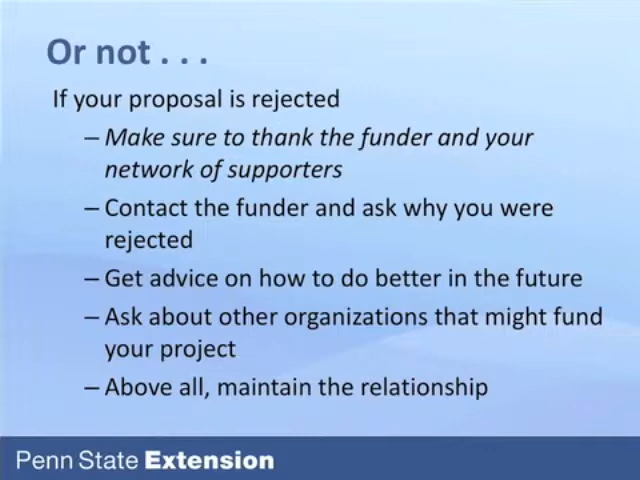 Or not . . .
If your proposal is rejected
– Make sure to thank the funder and your
network of supporters
– Contact the funder and ask why you were
rejected
– Get advice on how to do better in the future
– Ask about other organizations that might fund
your project
– Above all, maintain the relationship
Penn State Extension